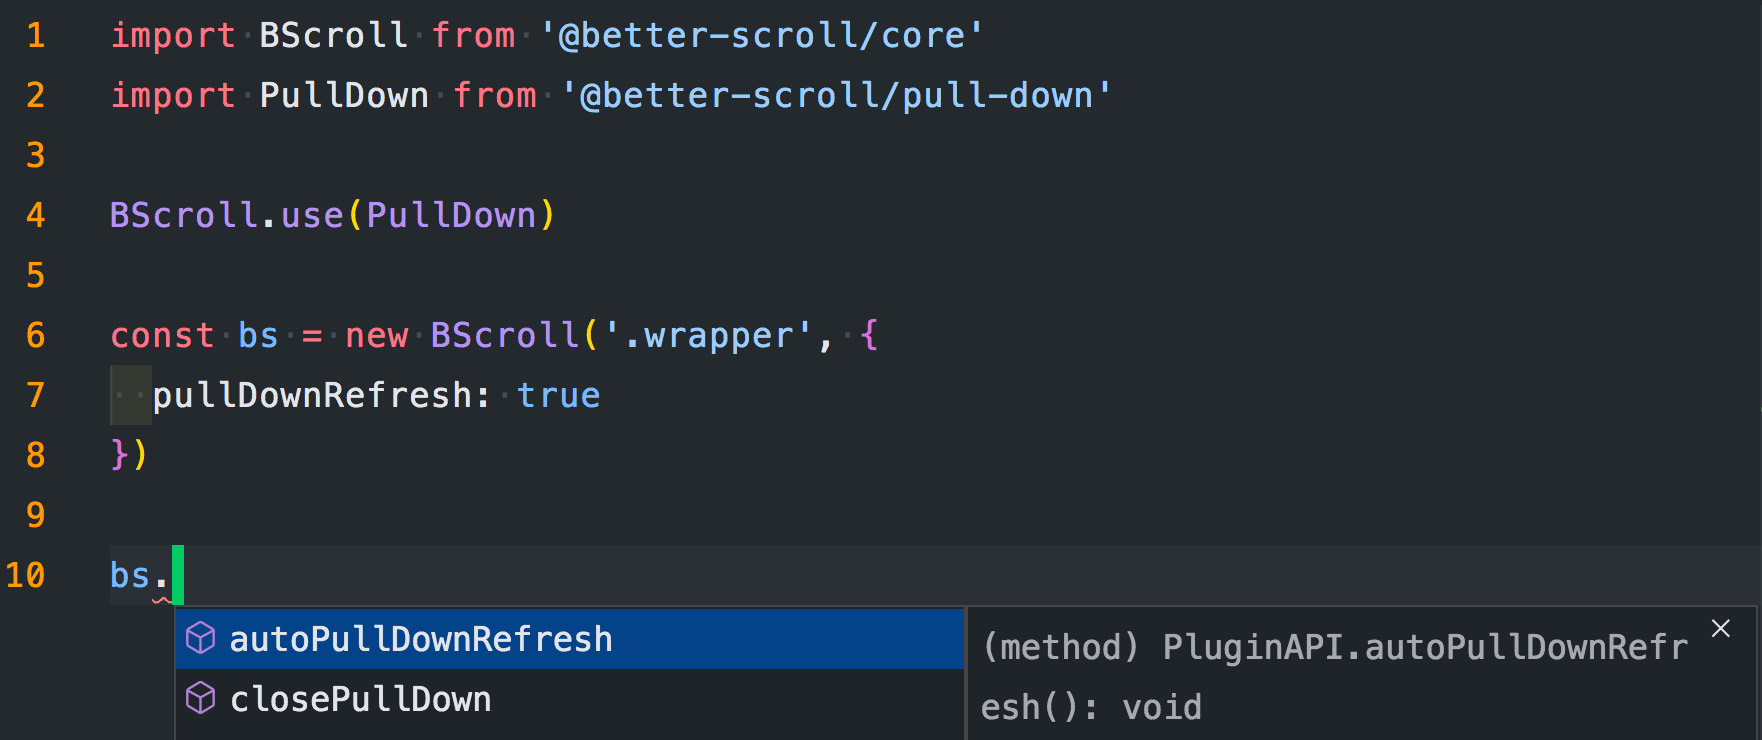 1 import BScroll from '@better-scroll/core'
2 import PullDown from '@better-scroll/pull-down'
3
4 BScroll.use(PullDown)
5
6 const bs = new BScroll('.wrapper', {
7   pullDownRefresh: true
8 })
9
10 bs.
autoPullDownRefresh
closePullDown
(method) PluginAPI.autoPullDownRefr
esh(): void